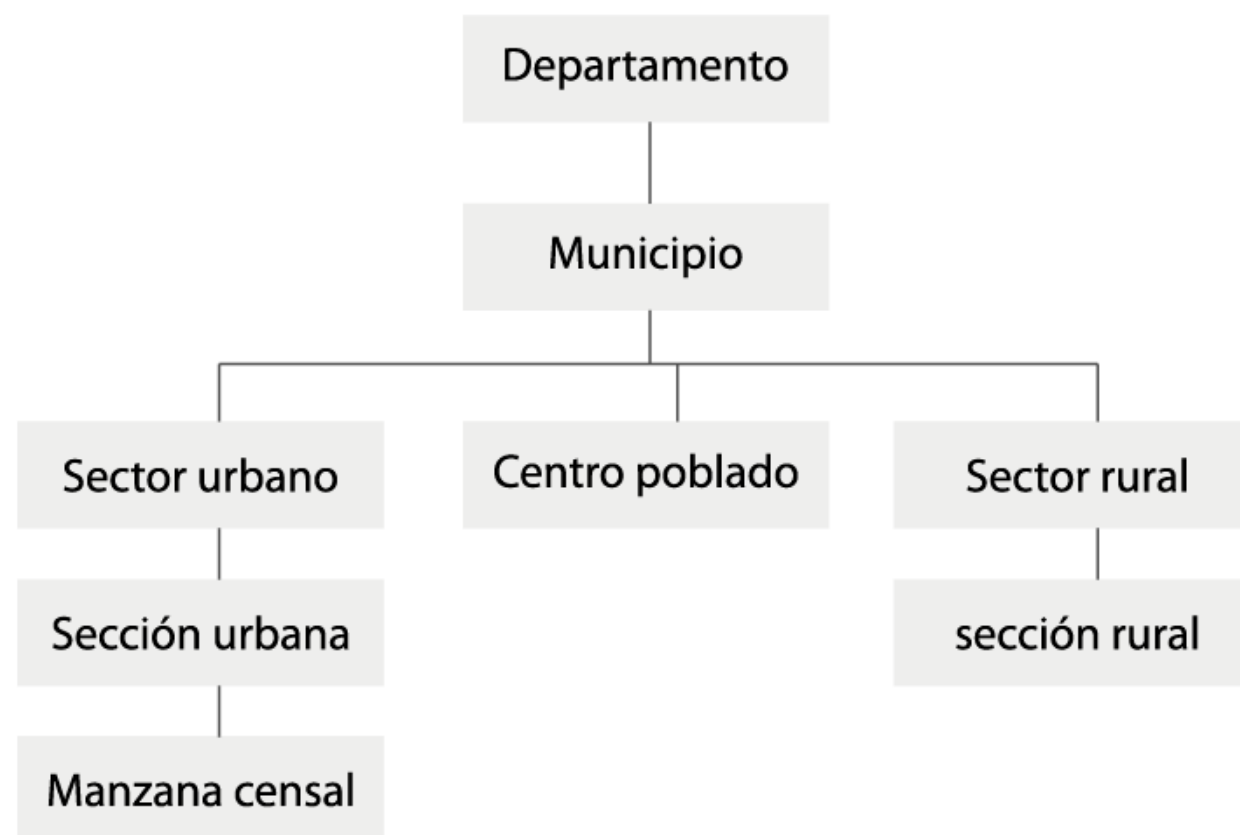 Departamento
Municipio
Sector urbano
Centro poblado
Sector rural
Sección urbana
sección rural
Manzana censal